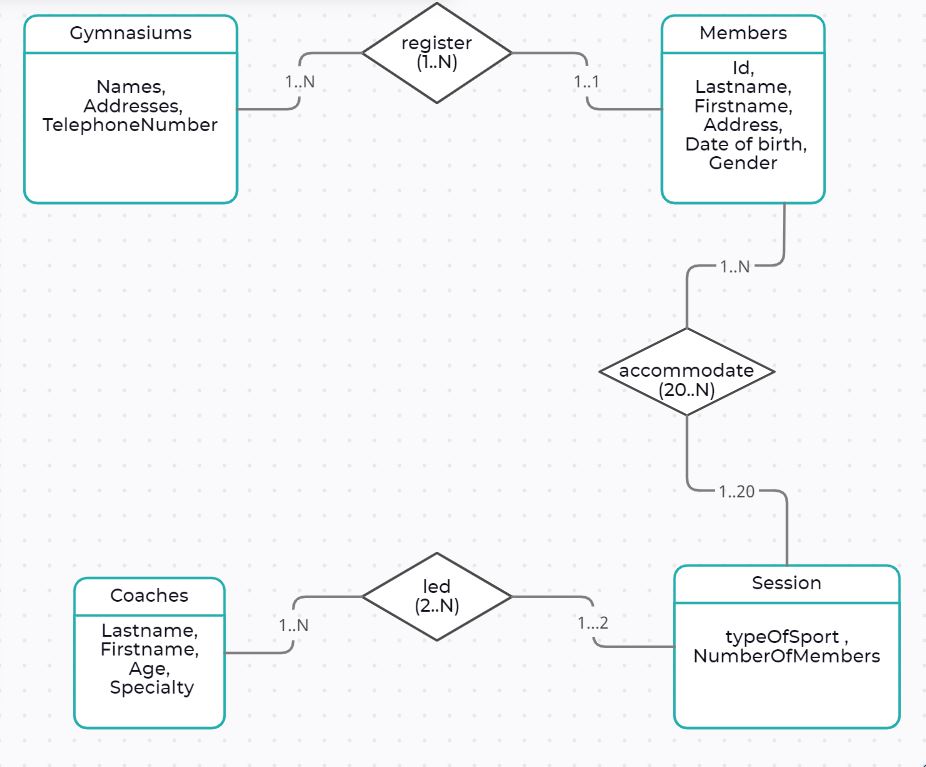 Gymnasiums
Names,
Addresses,
TelephoneNumber
1..N
register
(1..N)
1..1
Members
Id,
Lastname,
Firstname,
Address,
Date of birth,
Gender
1..N
accommodate
(20..N)
1..20
Coaches
Lastname,
Firstname,
Age,
Specialty
1..N
led
(2..N)
1...2
Session
typeOfSport ,
NumberOfMembers